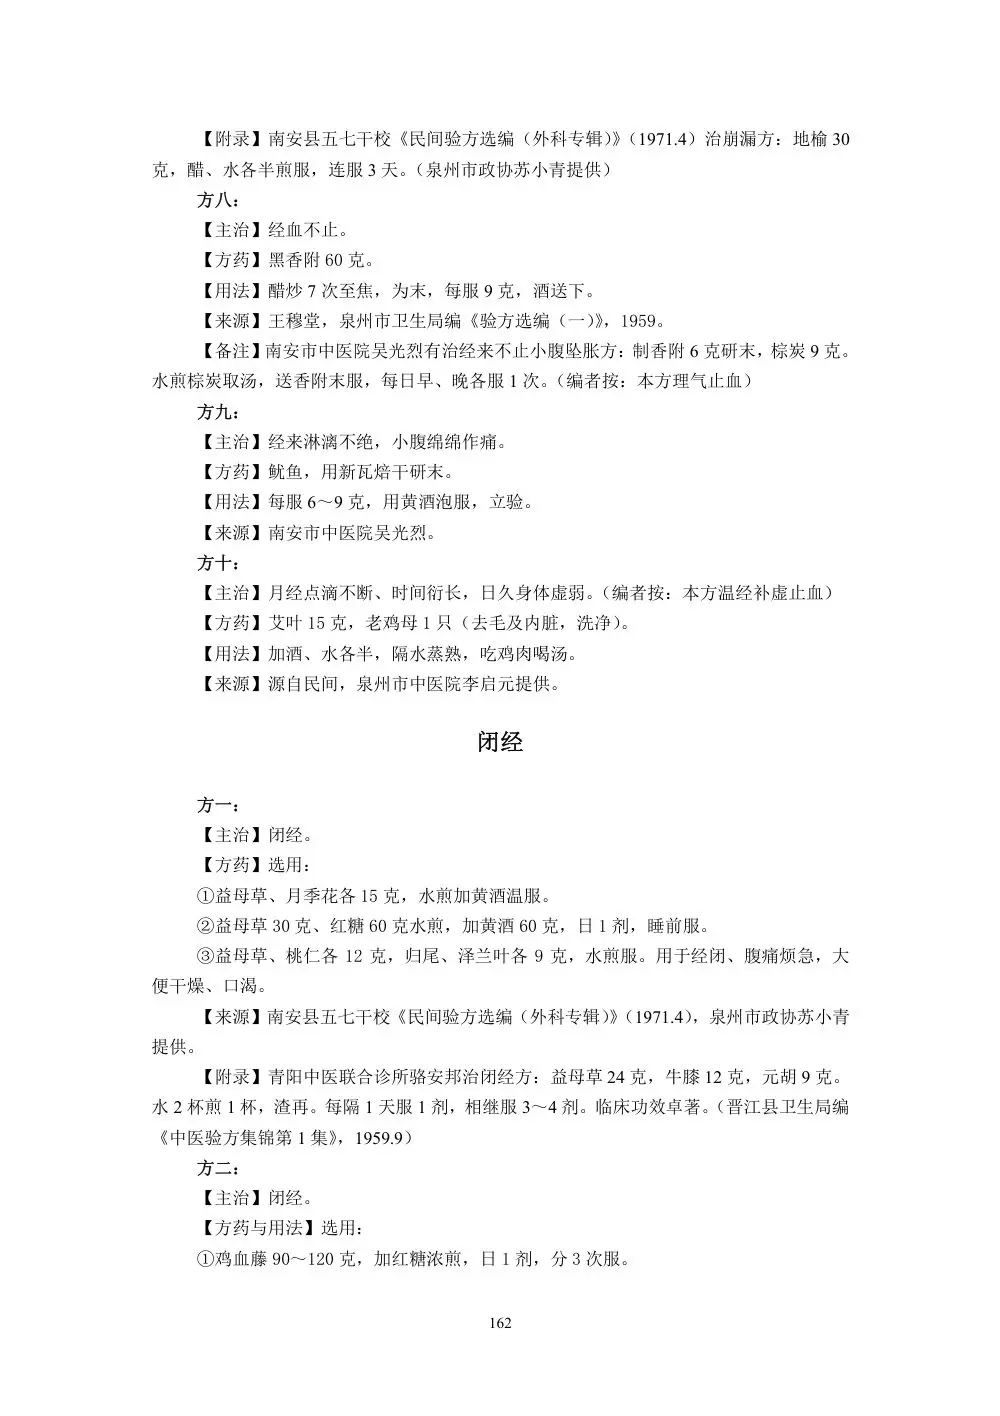 【附录】南安县五七干校《民间验方选编（外科专辑）》（1971.4）治崩漏方：地榆 30
克，醋、水各半煎服，连服 3 天。（泉州市政协苏小青提供）
方八：
【主治】经血不止。
【方药】黑香附 60 克。
【用法】醋炒 7 次至焦，为末，每服 9 克，酒送下。
【来源】王穆堂，泉州市卫生局编《验方选编（一）》，1959。
【备注】南安市中医院吴光烈有治经来不止小腹坠胀方：制香附 6 克研末，棕炭 9 克。
水煎棕炭取汤，送香附末服，每日早、晚各服 1 次。（编者按：本方理气止血）
方九：
【主治】经来淋漓不绝，小腹绵绵作痛。
【方药】鱿鱼，用新瓦焙干研末。
【用法】每服 6～9 克，用黄酒泡服，立验。
【来源】南安市中医院吴光烈。
方十：
【主治】月经点滴不断、时间衍长，日久身体虚弱。（编者按：本方温经补虚止血）
【方药】艾叶 15 克，老鸡母 1 只（去毛及内脏，洗净）。
【用法】加酒、水各半，隔水蒸熟，吃鸡肉喝汤。
【来源】源自民间，泉州市中医院李启元提供。
闭经
方一：
【主治】闭经。
【方药】选用：
①益母草、月季花各 15 克，水煎加黄酒温服。
②益母草 30 克、红糖 60 克水煎，加黄酒 60 克，日 1 剂，睡前服。
③益母草、桃仁各 12 克，归尾、泽兰叶各 9 克，水煎服。用于经闭、腹痛烦急，大
便干燥、口渴。
【来源】南安县五七干校《民间验方选编（外科专辑）》（1971.4），泉州市政协苏小青
提供。
【附录】青阳中医联合诊所骆安邦治闭经方：益母草 24 克，牛膝 12 克，元胡 9 克。
水 2 杯煎 1 杯，渣再。每隔 1 天服 1 剂，相继服 3～4 剂。临床功效卓著。（晋江县卫生局编
《中医验方集锦第 1 集》，1959.9）
方二：
【主治】闭经。
【方药与用法】选用：
①鸡血藤 90～120 克，加红糖浓煎，日 1 剂，分 3 次服。
162